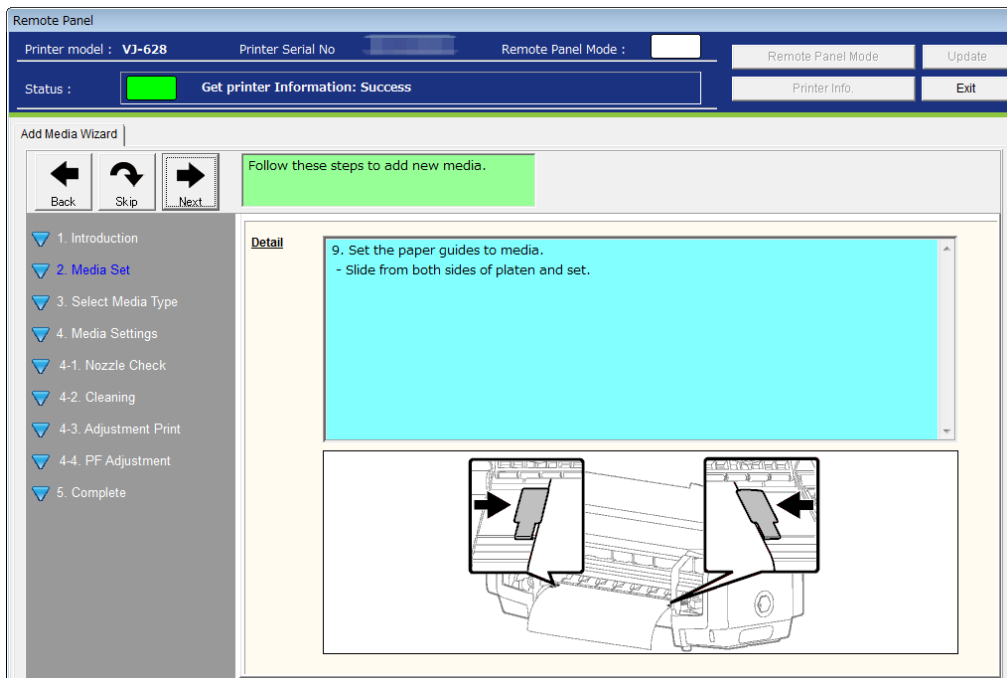 Remote Panel
Printer model : VJ-628
Printer Serial No
Remote Panel Mode :
Remote Panel Mode
Update
Status :
Get printer Information: Success
Printer Info.
Exit
Add Media Wizard
Back
Skip
Next
Follow these steps to add new media.
1. Introduction
2. Media Set
3. Select Media Type
4. Media Settings
4-1. Nozzle Check
4-2. Cleaning
4-3. Adjustment Print
4-4. PF Adjustment
5. Complete
Detail
9. Set the paper guides to media.
- Slide from both sides of platen and set.